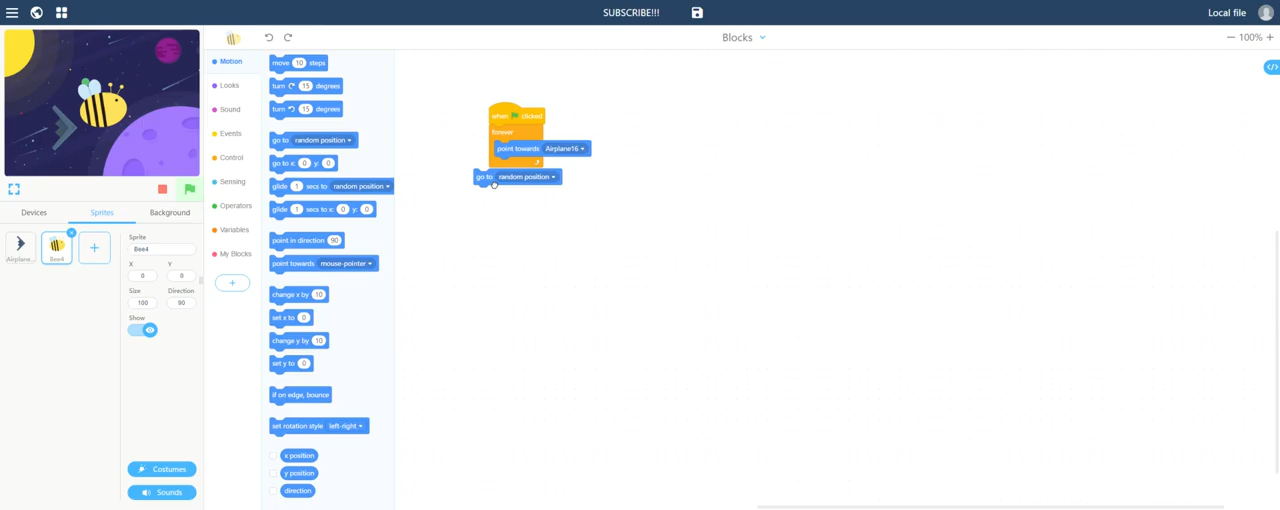 SUBSCRIBE!!!
Local file
Blocks
100%
Motion
Looks
Sound
Events
Control
Sensing
Operators
Variables
My Blocks
+
move 10 steps
turn 15 degrees
turn 15 degrees
go to random position
go to x: 0 y: 0
glide 1 secs to random position
glide 1 secs to x: 0 y: 0
point in direction 90
point towards mouse-pointer
change x by 10
set x to 0
change y by 10
set y to 0
if on edge, bounce
set rotation style left-right
x position
y position
direction
when clicked
forever
point towards Airplane16
go to random position
Devices
Sprites
Background
Airplane...
Bee4
+
Sprite
Bee4
X Y
0 0
Size Direction
100 90
Show
Costumes
Sounds